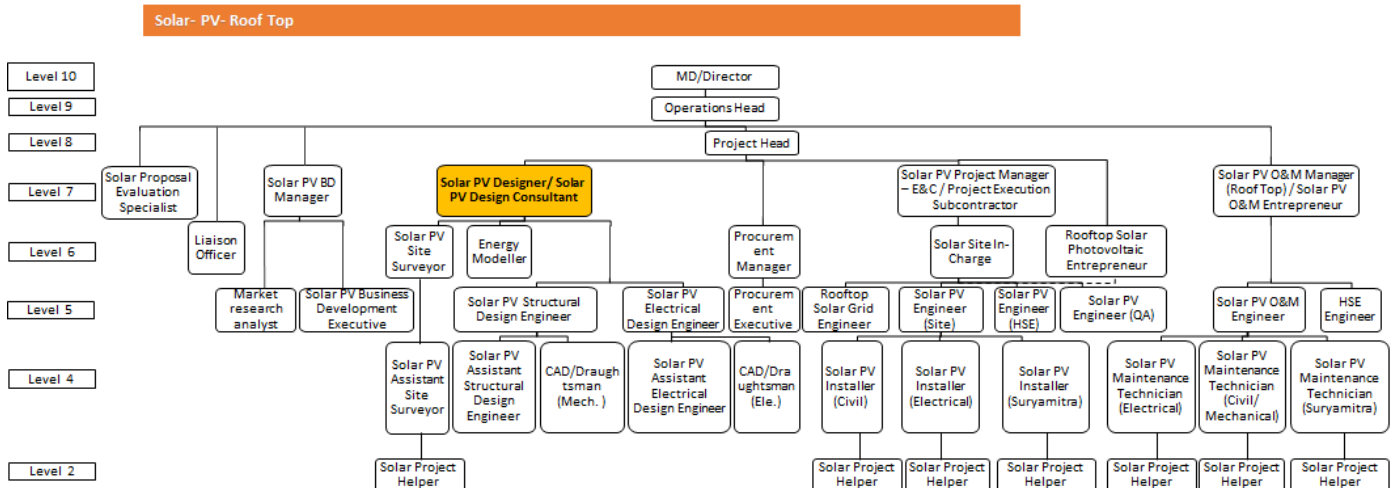 Solar- PV- Roof Top
Level 10
MD/Director
Level 9
Operations Head
Level 8
Project Head
Level 7
Solar Proposal
Evaluation
Specialist
Solar PV BD
Manager
Solar PV Designer/ Solar
PV Design Consultant
Solar PV Project Manager
– E&C / Project Execution
Subcontractor
Solar PV O&M Manager
(Roof Top) / Solar PV
O&M Entrepreneur
Level 6
Liaison
Officer
Solar PV
Site
Surveyor
Energy
Modeller
Procurem
ent
Manager
Solar Site In-
Charge
Rooftop Solar
Photovoltaic
Entrepreneur
Level 5
Market
research
analyst
Solar PV Business
Development
Executive
Solar PV Structural
Design Engineer
Solar PV
Electrical
Design Engineer
Procurem
ent
Executive
Rooftop
Solar Grid
Engineer
Solar PV
Engineer
(Site)
Solar PV
Engineer
(HSE)
Solar PV
Engineer (QA)
Solar PV O&M
Engineer
HSE
Engineer
Level 4
Solar PV
Assistant
Site
Surveyor
Solar PV
Assistant
Structural
Design
Engineer
CAD/Draugh
tsman
(Mech. )
Solar PV
Assistant
Electrical
Design Engineer
CAD/Dra
ughtsman
(Ele.)
Solar PV
Installer
(Civil)
Solar PV
Installer
(Electrical)
Solar PV
Installer
(Suryamitra)
Solar PV
Maintenance
Technician
(Electrical)
Solar PV
Maintenance
Technician
(Civil/
Mechanical)
Solar PV
Maintenance
Technician
(Suryamitra)
Level 2
Solar Project
Helper
Solar Project
Helper
Solar Project
Helper
Solar Project
Helper
Solar Project
Helper
Solar Project
Helper
Solar Project
Helper